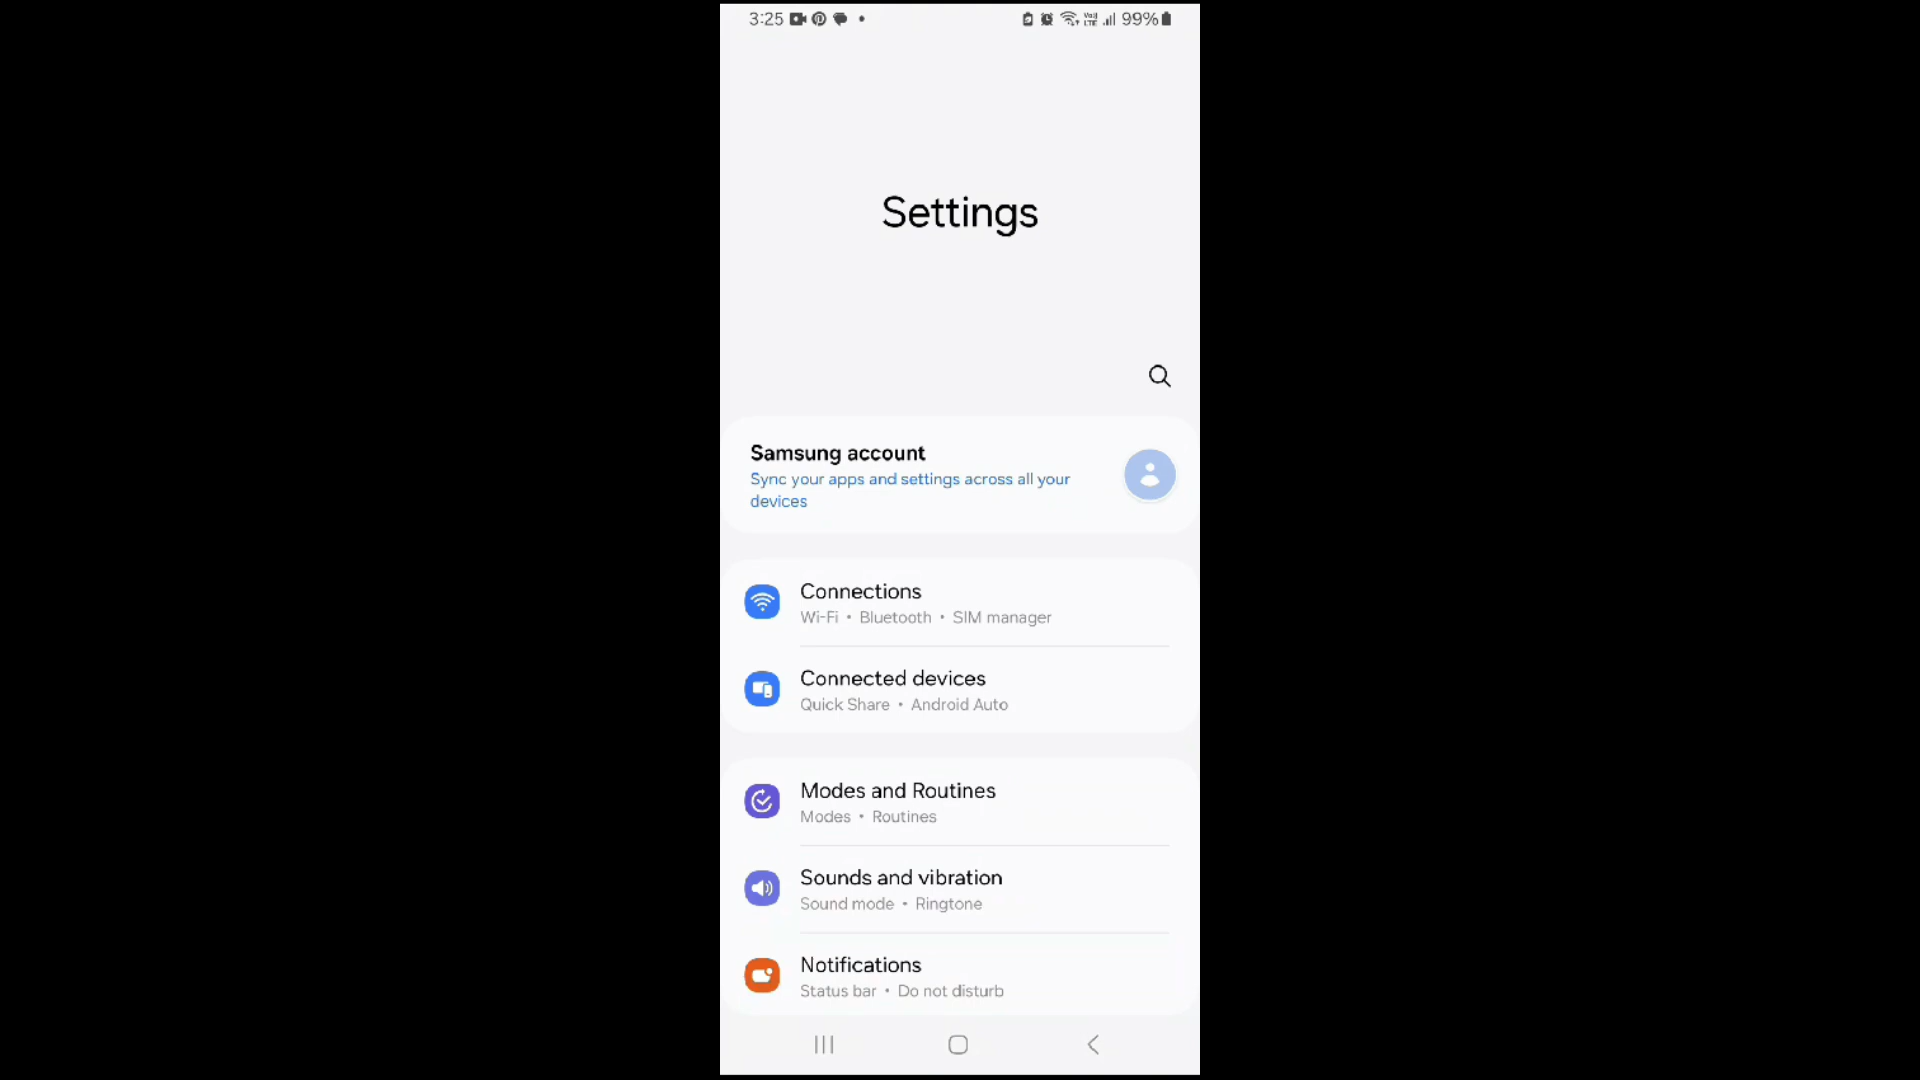 3:25 99%
Settings
Samsung account
Sync your apps and settings across all your
devices
Connections
Wi-Fi • Bluetooth • SIM manager
Connected devices
Quick Share • Android Auto
Modes and Routines
Modes • Routines
Sounds and vibration
Sound mode • Ringtone
Notifications
Status bar • Do not disturb